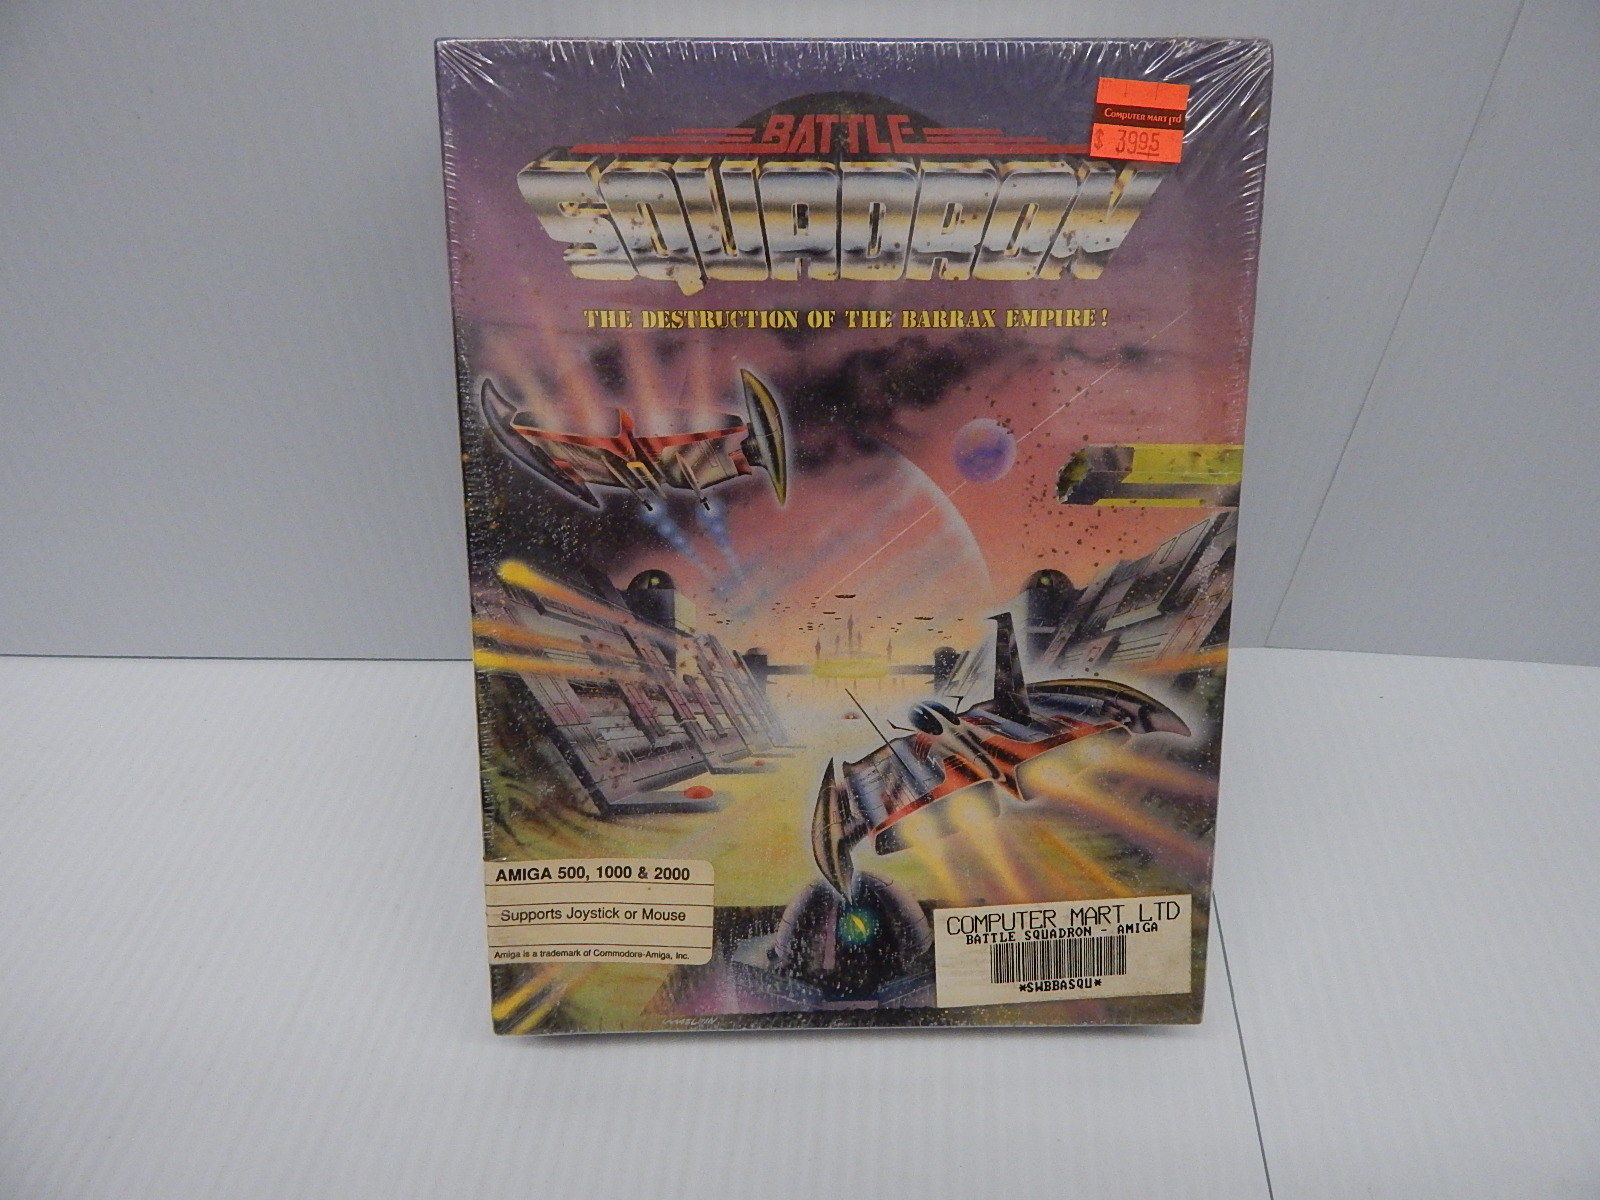 BATTLE
SQUADRON
COMPUTER MART LTD
$ 39.95
THE DESTRUCTION OF THE BARRAX EMPIRE!
AMIGA 500, 1000 & 2000
Supports Joystick or Mouse
Amiga is a trademark of Commodore-Amiga, Inc.
COMPUTER MART LTD
BATTLE SQUADRON - AMIGA
*SWBBASQU*